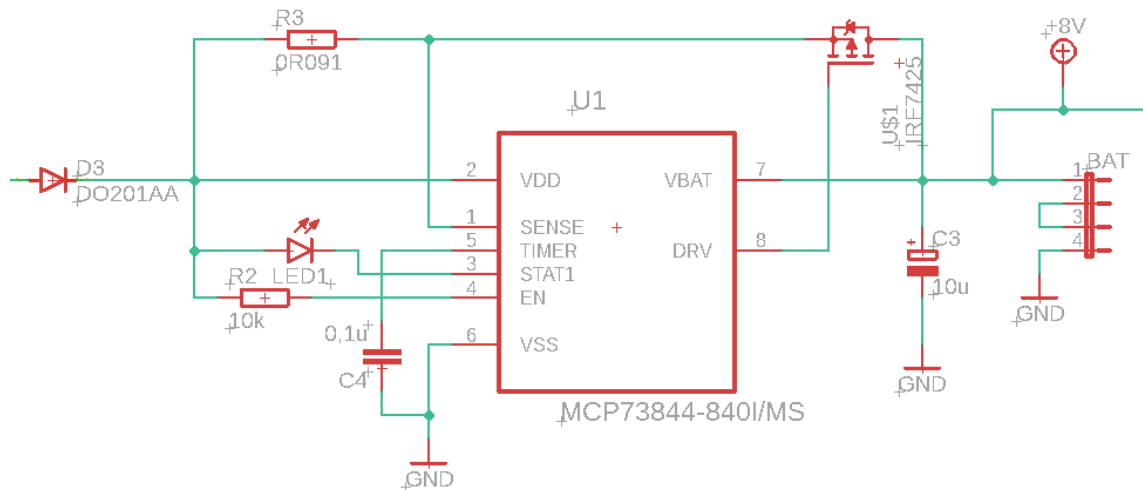 R3
0R091
+8V
U1
U$1
IRF7425
D3
DO201AA
2
VDD
VBAT
7
1
BAT
2
3
4
1
SENSE
5
TIMER
DRV
8
3
STAT1
C3
10u
R2
LED1
4
EN
10k
GND
0,1u
6
VSS
C4
GND
MCP73844-840I/MS
GND